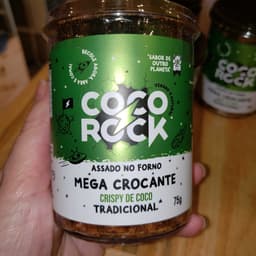 SABOR DE
OUTRO
PLANETA!
COCO
ROCK
ASSADO NO FORNO
MEGA CROCANTE
CRISPY DE COCO
TRADICIONAL
75g
COCO
ROCK